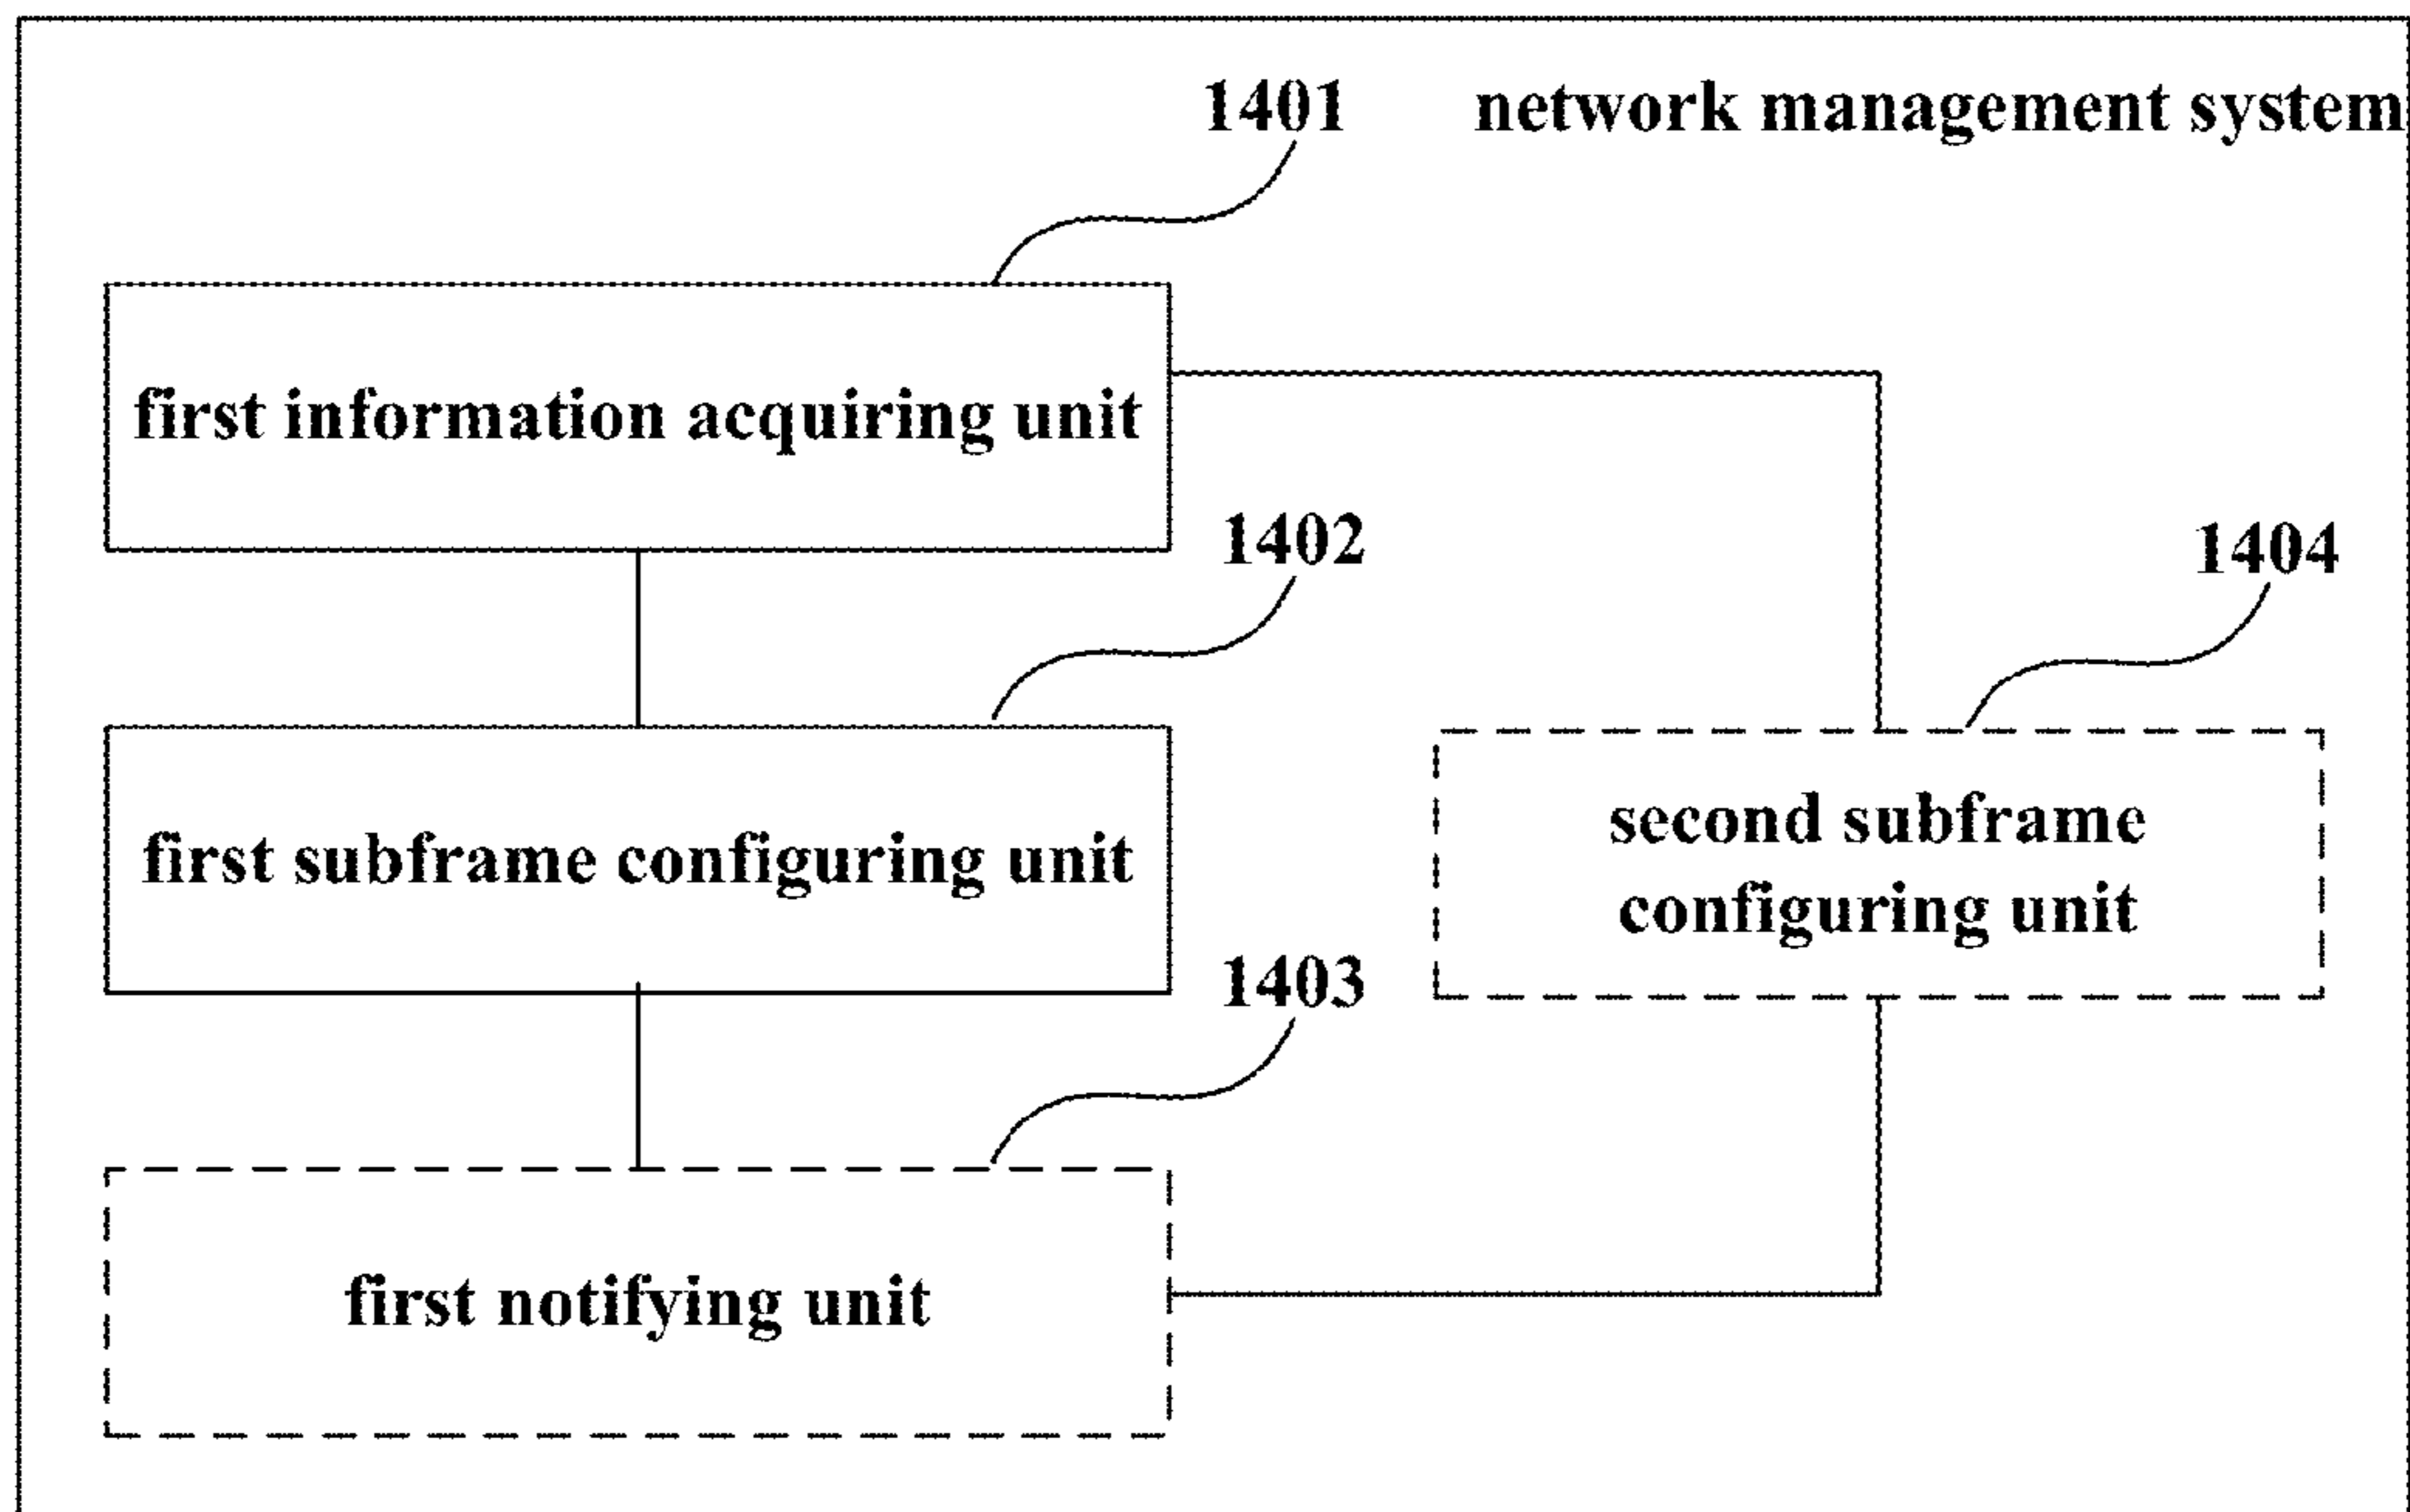 1401
network management system
first information acquiring unit
1402
1404
first subframe configuring unit
second subframe
configuring unit
1403
first notifying unit